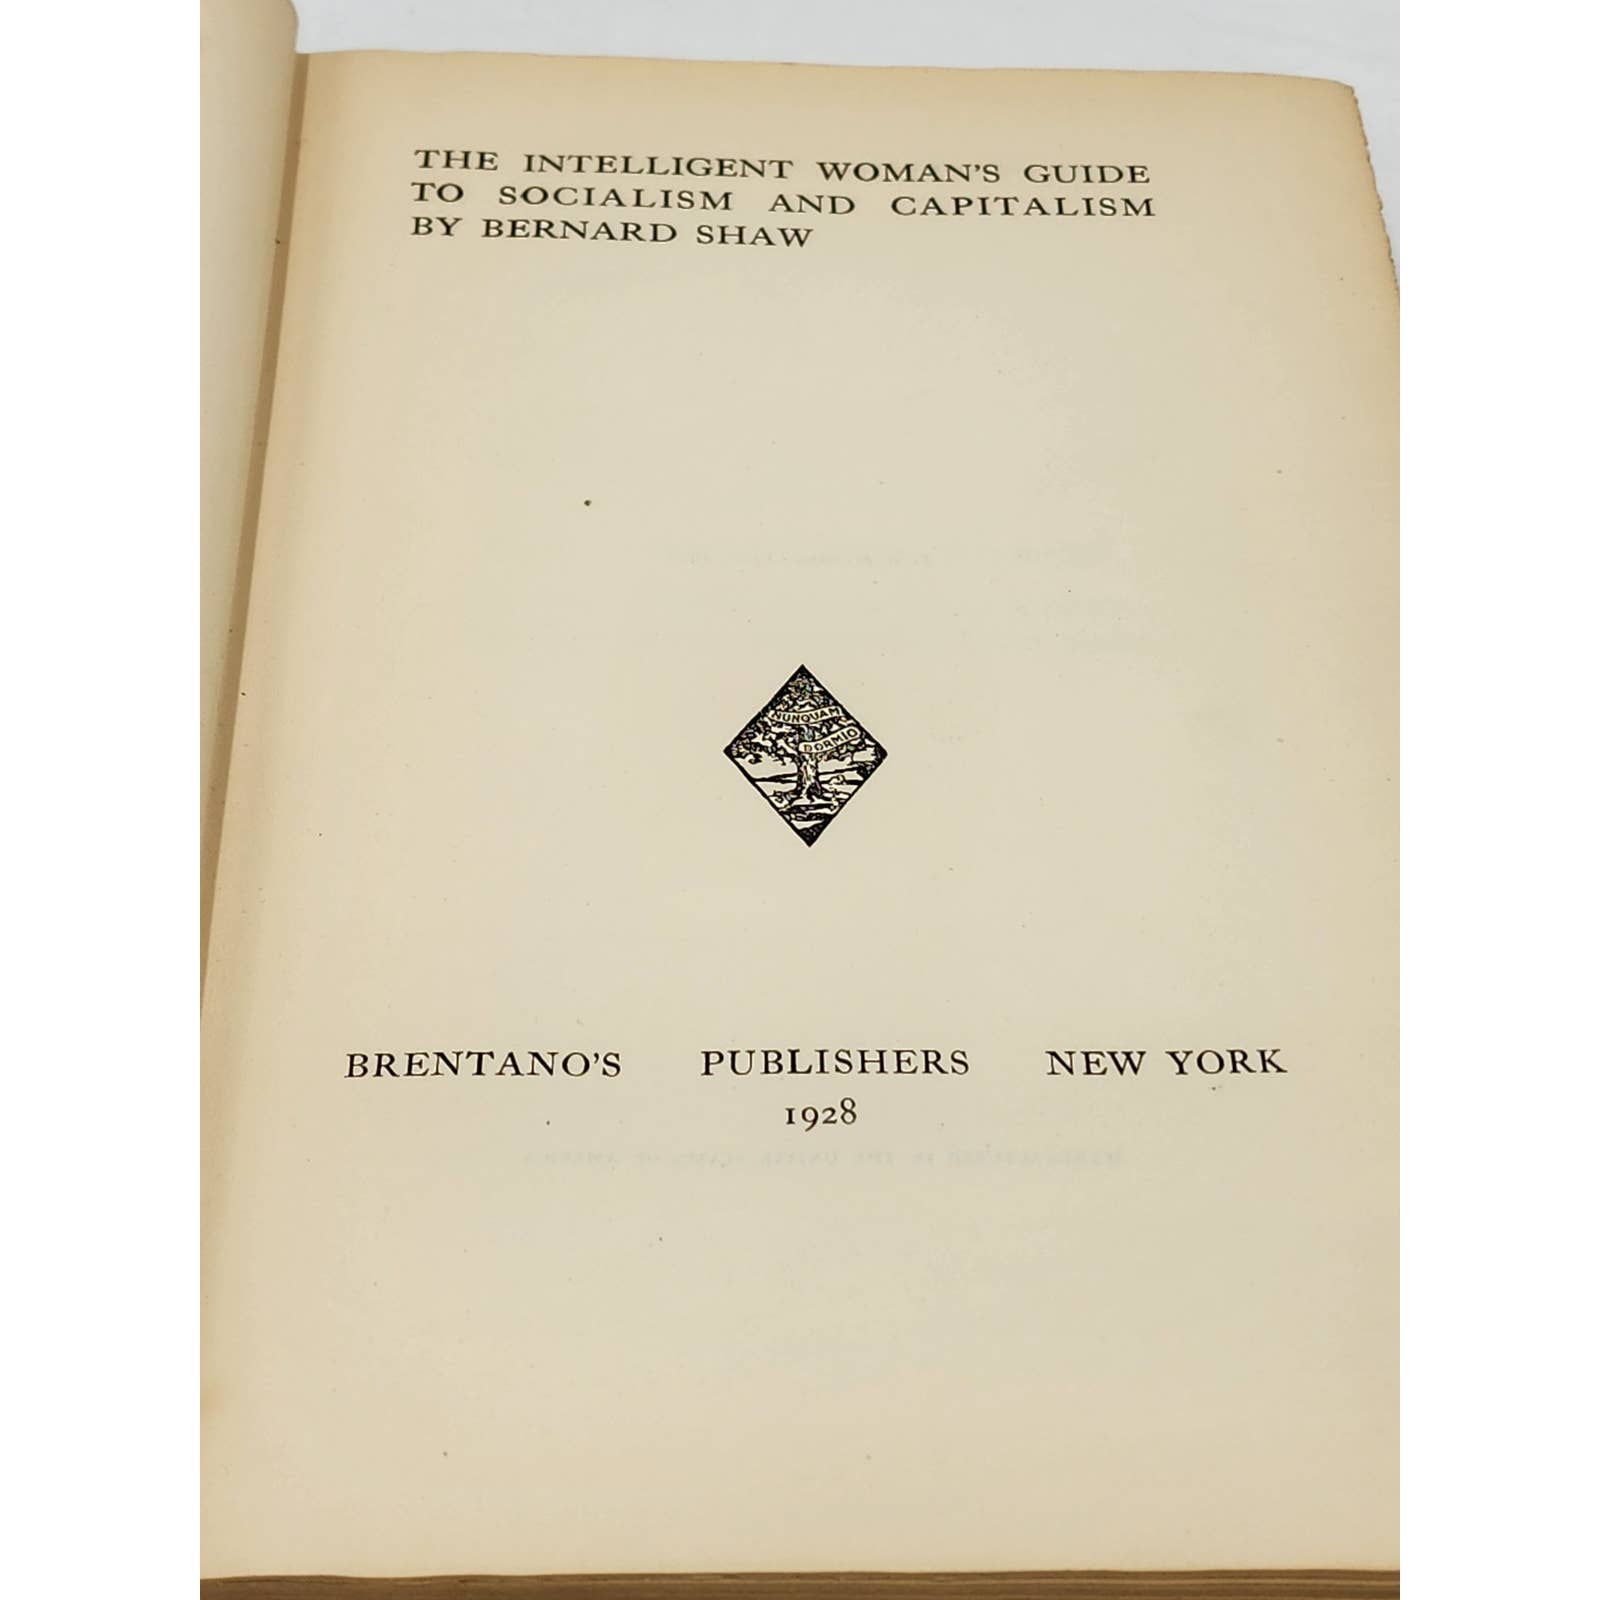 THE INTELLIGENT WOMAN'S GUIDE
TO SOCIALISM AND CAPITALISM
BY BERNARD SHAW
NUNQUAM
DORMIO
BRENTANO'S PUBLISHERS NEW YORK
1928